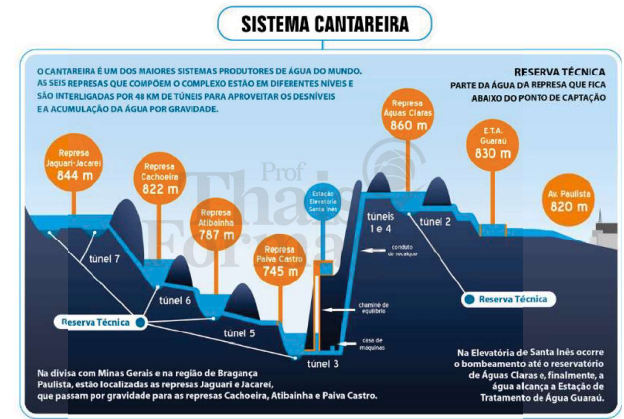 SISTEMA CANTAREIRA
O CANTAREIRA É UM DOS MAIORES SISTEMAS PRODUTORES DE ÁGUA DO MUNDO.
AS SEIS REPRESAS QUE COMPÕEM O COMPLEXO ESTÃO EM DIFERENTES NÍVEIS E
SÃO INTERLIGADAS POR 48 KM DE TÚNEIS PARA APROVEITAR OS DESNÍVEIS
E A ACUMULAÇÃO DA ÁGUA POR GRAVIDADE.
RESERVA TÉCNICA
PARTE DA ÁGUA DA REPRESA QUE FICA
ABAIXO DO PONTO DE CAPTAÇÃO
Represa
Jaguari-Jacareí
844 m
Represa
Cachoeira
822 m
Represa
Atibainha
787 m
Represa
Paiva Castro
745 m
Estação
Elevatória
Santa Inês
Represa
Águas Claras
860 m
E.T.A.
Guaraú
830 m
Av. Paulista
820 m
Prof
Thais
Formagio
túnel 7
túnel 6
túnel 5
túnel 3
túneis
1 e 4
túnel 2
conduto
de recalque
chaminé de
equilíbrio
casa de
máquinas
Reserva Técnica
Reserva Técnica
Na divisa com Minas Gerais e na região de Bragança
Paulista, estão localizadas as represas Jaguari e Jacareí,
que passam por gravidade para as represas Cachoeira, Atibainha e Paiva Castro.
Na Elevatória de Santa Inês ocorre
o bombeamento até o reservatório
de Águas Claras e, finalmente, a
água alcança a Estação de
Tratamento de Água Guaraú.